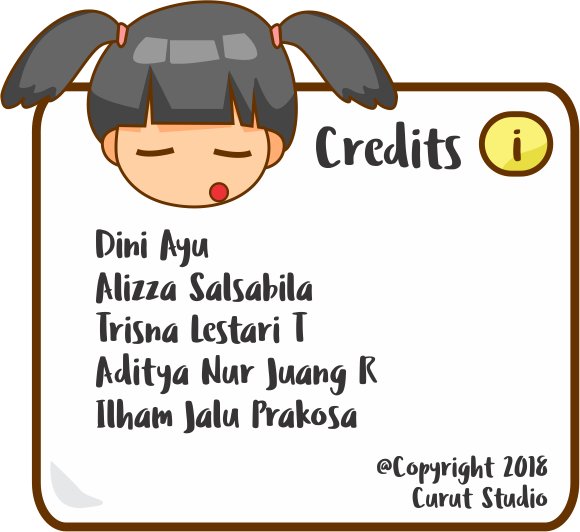 Credits i
Dini Ayu
Alizza Salsabila
Trisna Lestari T
Aditya Nur Juang R
Ilham Jalu Prakosa
@Copyright 2018
Curut Studio